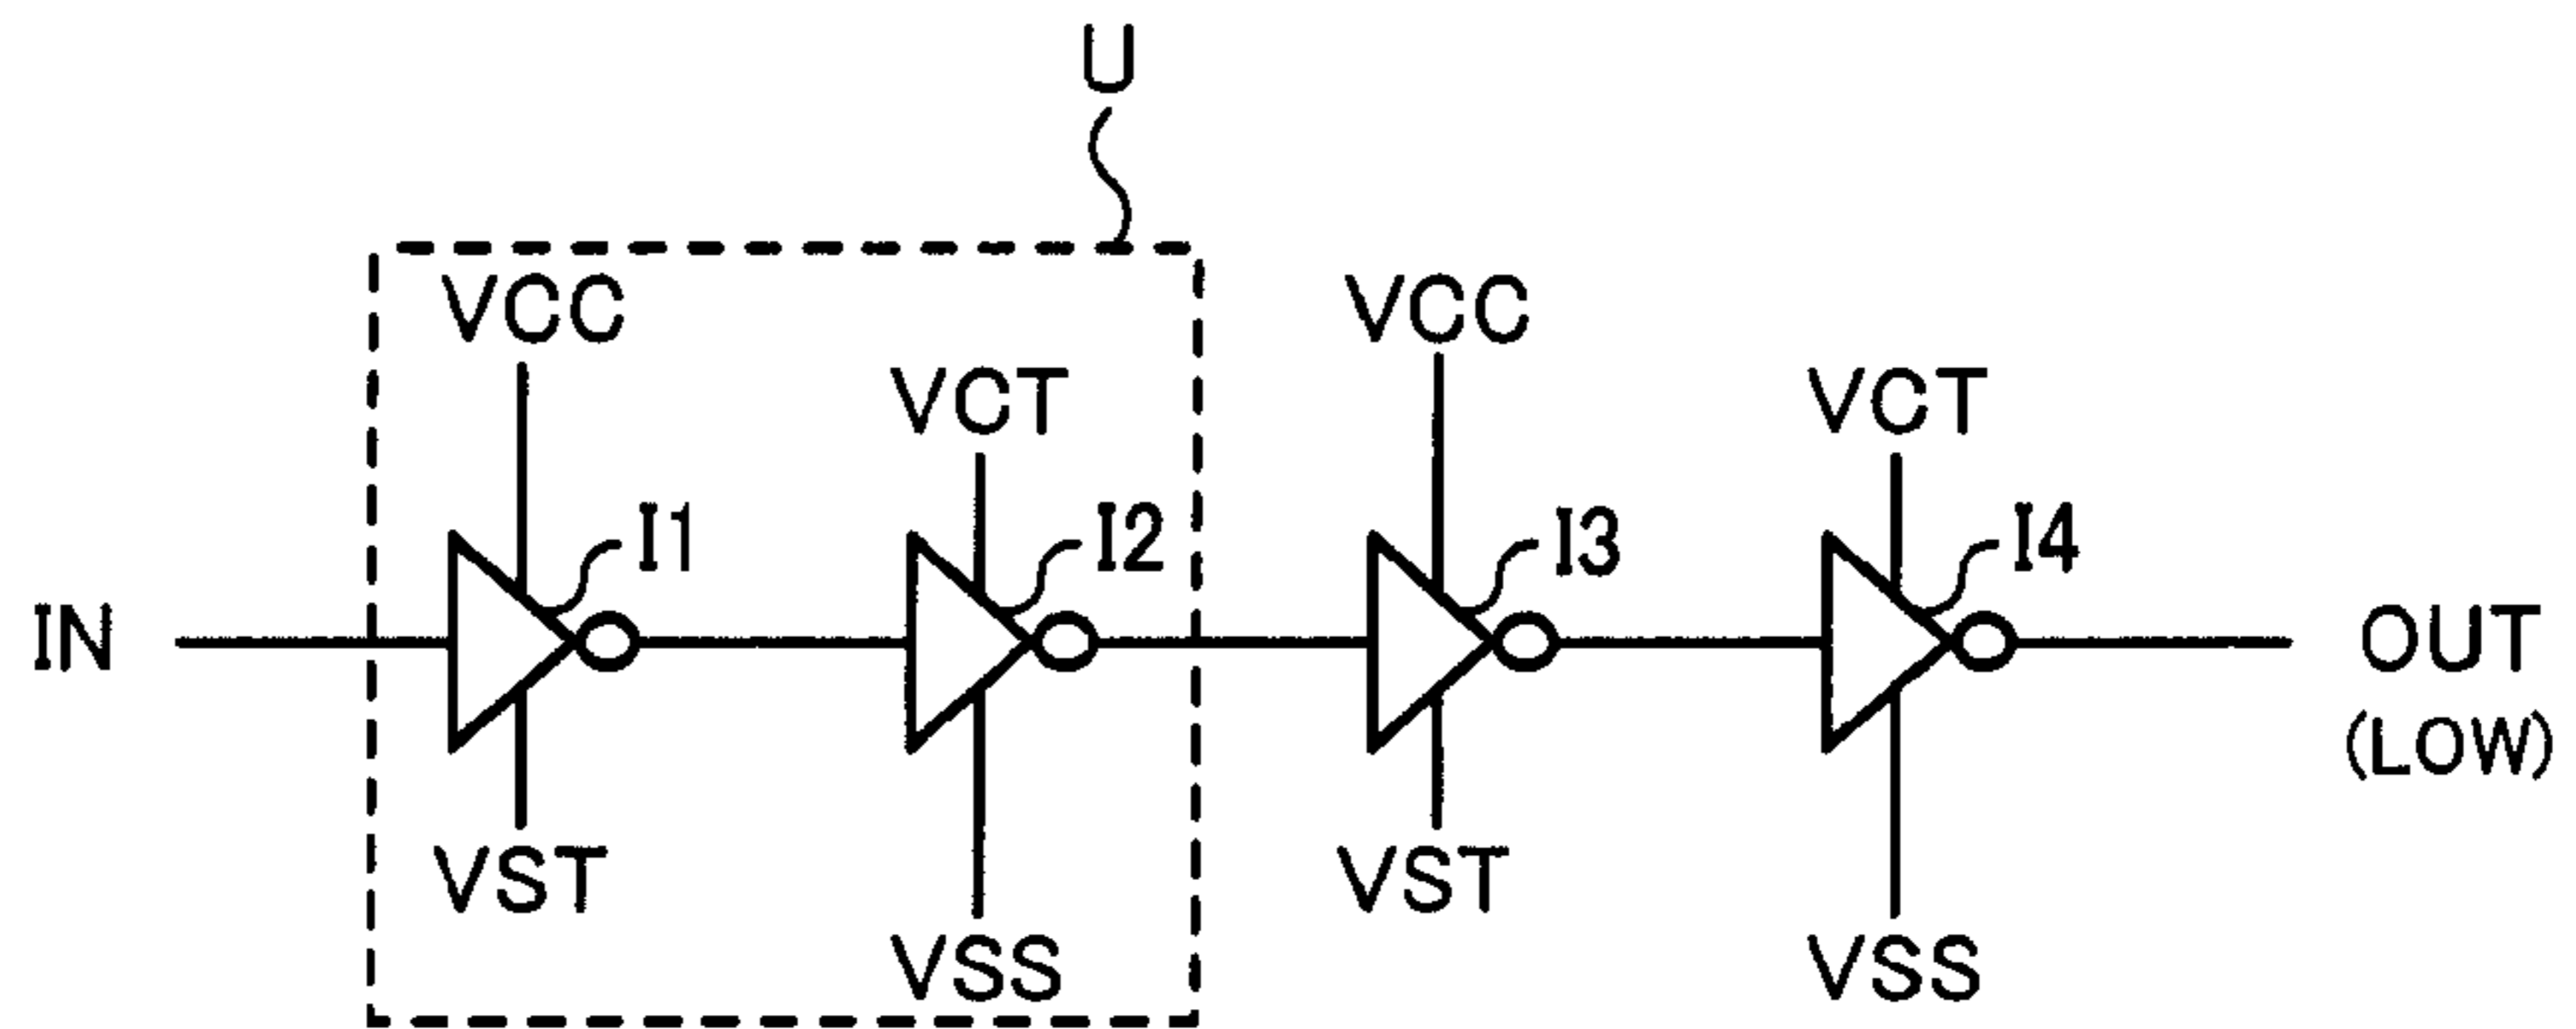 U
VCC
VCC
VCT
VCT
I1
I2
I3
I4
IN
OUT
(LOW)
VST
VST
VSS
VSS